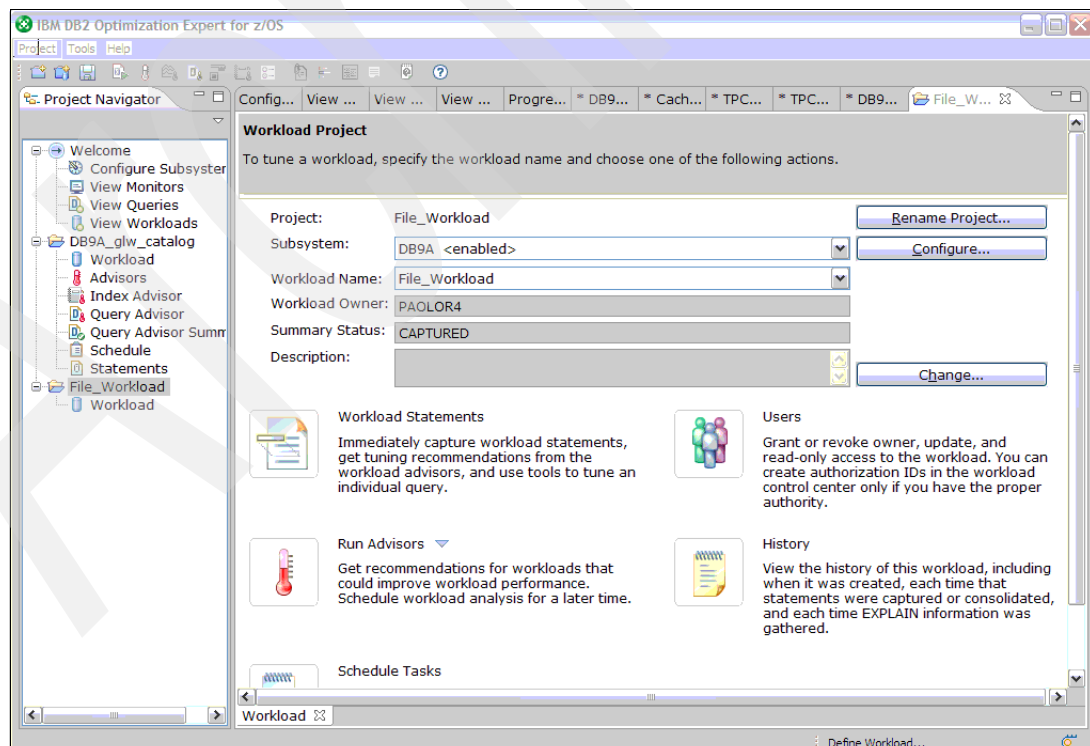 IBM DB2 Optimization Expert for z/OS
Project Tools Help
Project Navigator
Config... View ... View ... View ... Progre... * DB9... * Cach... * TPC... * TPC... * DB9... File_W...
Welcome
Configure Subsyster
View Monitors
View Queries
View Workloads
DB9A_glw_catalog
Workload
Advisors
Index Advisor
Query Advisor
Query Advisor Summ
Schedule
Statements
File_Workload
Workload
Workload Project
To tune a workload, specify the workload name and choose one of the following actions.
Project: File_Workload Rename Project...
Subsystem: DB9A <enabled> Configure...
Workload Name: File_Workload
Workload Owner: PAOLOR4
Summary Status: CAPTURED
Description: Change...
Workload Statements
Immediately capture workload statements,
get tuning recommendations from the
workload advisors, and use tools to tune an
individual query.
Users
Grant or revoke owner, update, and
read-only access to the workload. You can
create authorization IDs in the workload
control center only if you have the proper
authority.
Run Advisors
Get recommendations for workloads that
could improve workload performance.
Schedule workload analysis for a later time.
History
View the history of this workload, including
when it was created, each time that
statements were captured or consolidated,
and each time EXPLAIN information was
gathered.
Schedule Tasks
Workload
Define Workload...